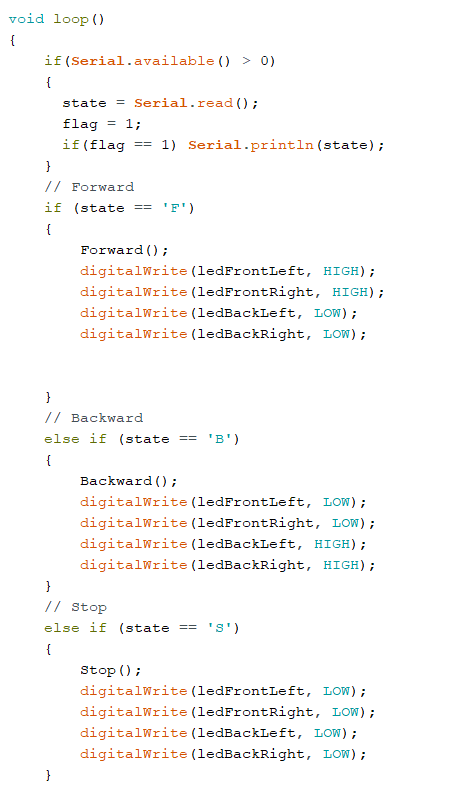 void loop()
{
    if(Serial.available() > 0)
    {
      state = Serial.read();
      flag = 1;
      if(flag == 1) Serial.println(state);
    }
    // Forward
    if (state == 'F')
    {
        Forward();
        digitalWrite(ledFrontLeft, HIGH);
        digitalWrite(ledFrontRight, HIGH);
        digitalWrite(ledBackLeft, LOW);
        digitalWrite(ledBackRight, LOW);


    }
    // Backward
    else if (state == 'B')
    {
        Backward();
        digitalWrite(ledFrontLeft, LOW);
        digitalWrite(ledFrontRight, LOW);
        digitalWrite(ledBackLeft, HIGH);
        digitalWrite(ledBackRight, HIGH);
    }
    // Stop
    else if (state == 'S')
    {
        Stop();
        digitalWrite(ledFrontLeft, LOW);
        digitalWrite(ledFrontRight, LOW);
        digitalWrite(ledBackLeft, LOW);
        digitalWrite(ledBackRight, LOW);
    }